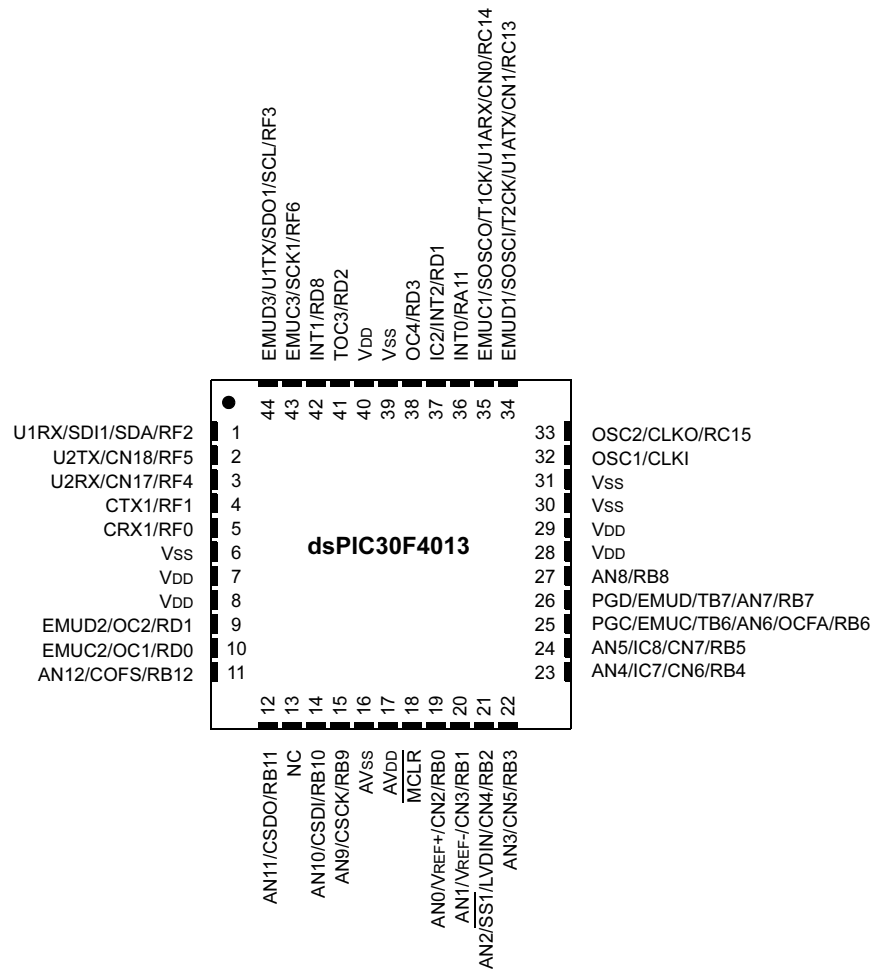 EMUD3/U1TX/SDO1/SCL/RF3
EMUC3/SCK1/RF6
INT1/RD8
TOC3/RD2
VDD
VSS
OC4/RD3
IC2/INT2/RD1
INT0/RA11
EMUC1/SOSCO/T1CK/U1ARX/CN0/RC14
EMUD1/SOSCI/T2CK/U1ATX/CN1/RC13
44 43 42 41 40 39 38 37 36 35 34
U1RX/SDI1/SDA/RF2 1
U2TX/CN18/RF5 2
U2RX/CN17/RF4 3
CTX1/RF1 4
CRX1/RF0 5
VSS 6
VDD 7
VDD 8
EMUD2/OC2/RD1 9
EMUC2/OC1/RD0 10
AN12/COFS/RB12 11
dsPIC30F4013
33 OSC2/CLKO/RC15
32 OSC1/CLKI
31 VSS
30 VSS
29 VDD
28 VDD
27 AN8/RB8
26 PGD/EMUD/TB7/AN7/RB7
25 PGC/EMUC/TB6/AN6/OCFA/RB6
24 AN5/IC8/CN7/RB5
23 AN4/IC7/CN6/RB4
12 13 14 15 16 17 18 19 20 21 22
AN11/CSDO/RB11
NC
AN10/CSDI/RB10
AN9/CSCK/RB9
AVSS
AVDD
MCLR
AN0/VREF+/CN2/RB0
AN1/VREF-/CN3/RB1
AN2/SS1/LVDIN/CN4/RB2
AN3/CN5/RB3